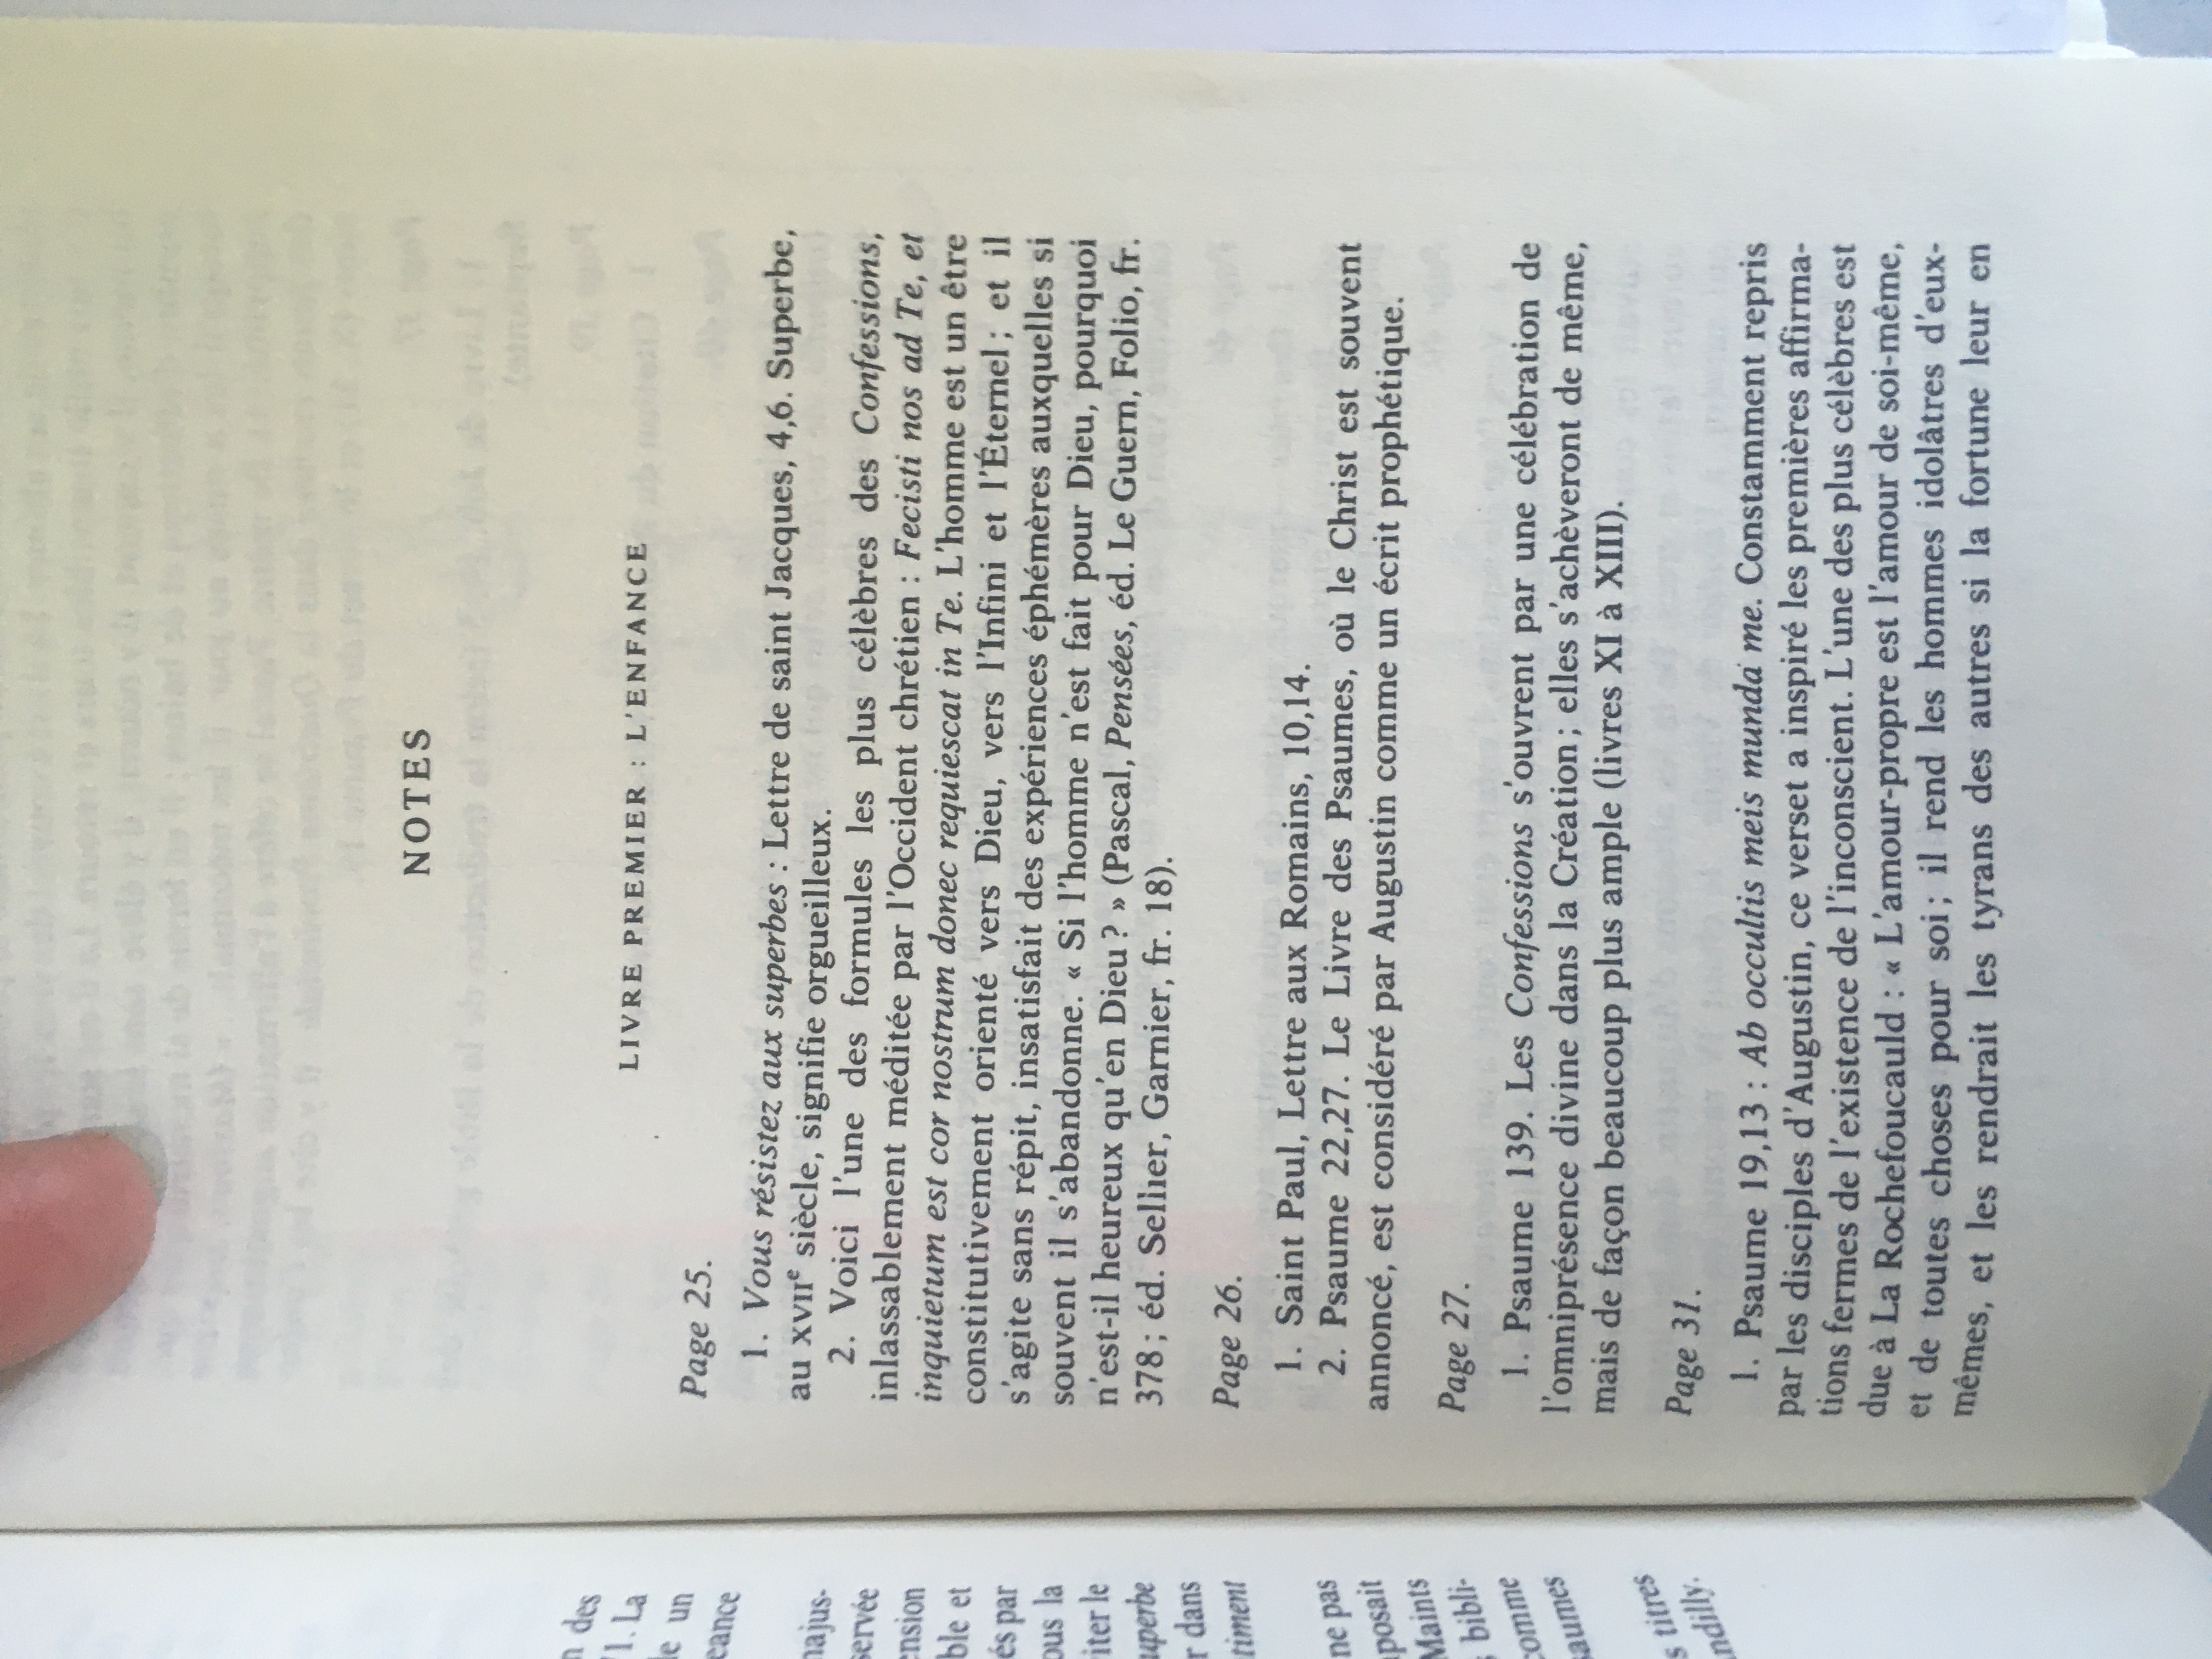 n des
1. La
le un
eance
najus-
servée
ension
ble et
és par
ous la
iter le
uperbe
r dans
timent
ne pas
posait
Maints
bibli-
comme
saumes
s titres
ndilly.
NOTES
LIVRE PREMIER : L'ENFANCE
Page 25.
1. Vous résistez aux superbes : Lettre de saint Jacques, 4,6. Superbe,
au XVIIe siècle, signifie orgueilleux.
2. Voici l'une des formules les plus célèbres des Confessions,
inlassablement méditée par l'Occident chrétien : Fecisti nos ad Te, et
inquietum est cor nostrum donec requiescat in Te. L'homme est un être
constitutivement orienté vers Dieu, vers l'Infini et l'Éternel ; et il
s'agite sans répit, insatisfait des expériences éphémères auxquelles si
souvent il s'abandonne. « Si l'homme n'est fait pour Dieu, pourquoi
n'est-il heureux qu'en Dieu ? » (Pascal, Pensées, éd. Le Guern, Folio, fr.
378 ; éd. Sellier, Garnier, fr. 18).
Page 26.
1. Saint Paul, Lettre aux Romains, 10,14.
2. Psaume 22,27. Le Livre des Psaumes, où le Christ est souvent
annoncé, est considéré par Augustin comme un écrit prophétique.
Page 27.
1. Psaume 139. Les Confessions s'ouvrent par une célébration de
l'omniprésence divine dans la Création ; elles s'achèveront de même,
mais de façon beaucoup plus ample (livres XI à XIII).
Page 31.
1. Psaume 19,13 : Ab occultis meis munda me. Constamment repris
par les disciples d'Augustin, ce verset a inspiré les premières affirma-
tions fermes de l'existence de l'inconscient. L'une des plus célèbres est
due à La Rochefoucauld : « L'amour-propre est l'amour de soi-même,
et de toutes choses pour soi ; il rend les hommes idolâtres d'eux-
mêmes, et les rendrait les tyrans des autres si la fortune leur en